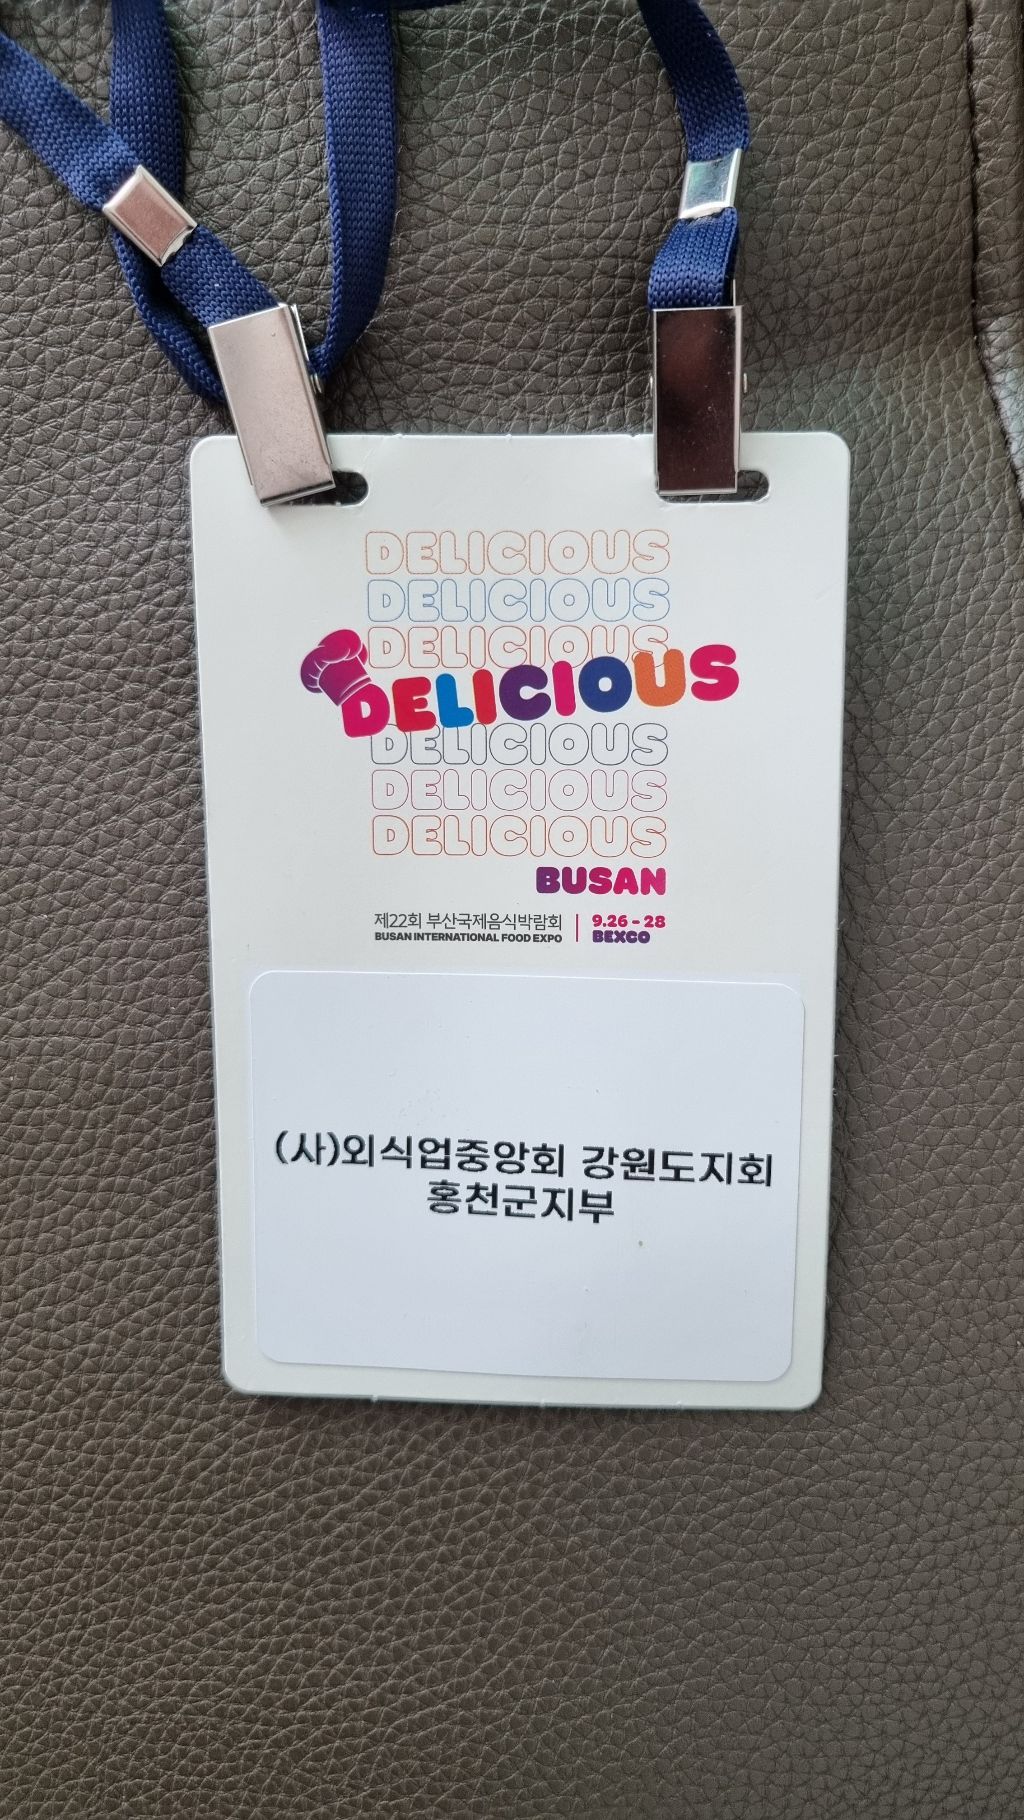 DELICIOUS
DELICIOUS
DELICIOUS
DELICIOUS
DELICIOUS
DELICIOUS
DELICIOUS
BUSAN
제22회 부산국제음식박람회
BUSAN INTERNATIONAL FOOD EXPO
9.26 - 28
BEXCO
(사)외식업중앙회 강원도지회
홍천군지부